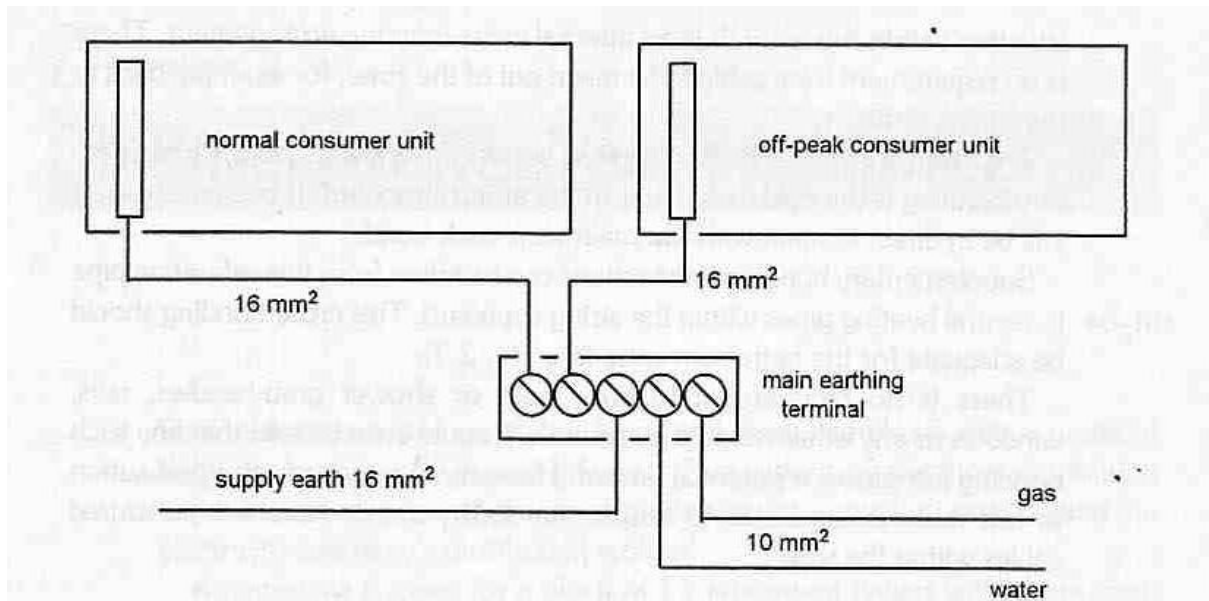 normal consumer unit
off-peak consumer unit
16 mm²
16 mm²
main earthing
terminal
supply earth 16 mm²
gas
10 mm²
water